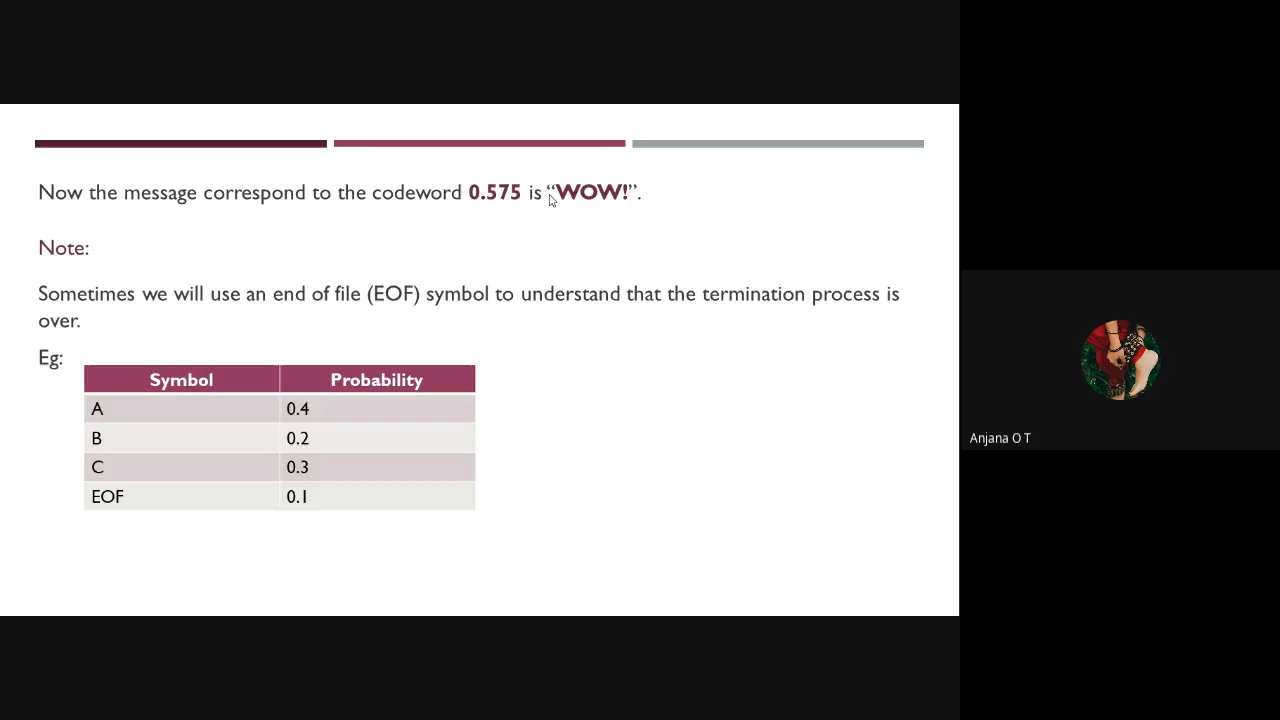 Now the message correspond to the codeword 0.575 is “WOW!”.
Note:
Sometimes we will use an end of file (EOF) symbol to understand that the termination process is
over.
Eg:
Symbol Probability
A 0.4
B 0.2
C 0.3
EOF 0.1
Anjana O T